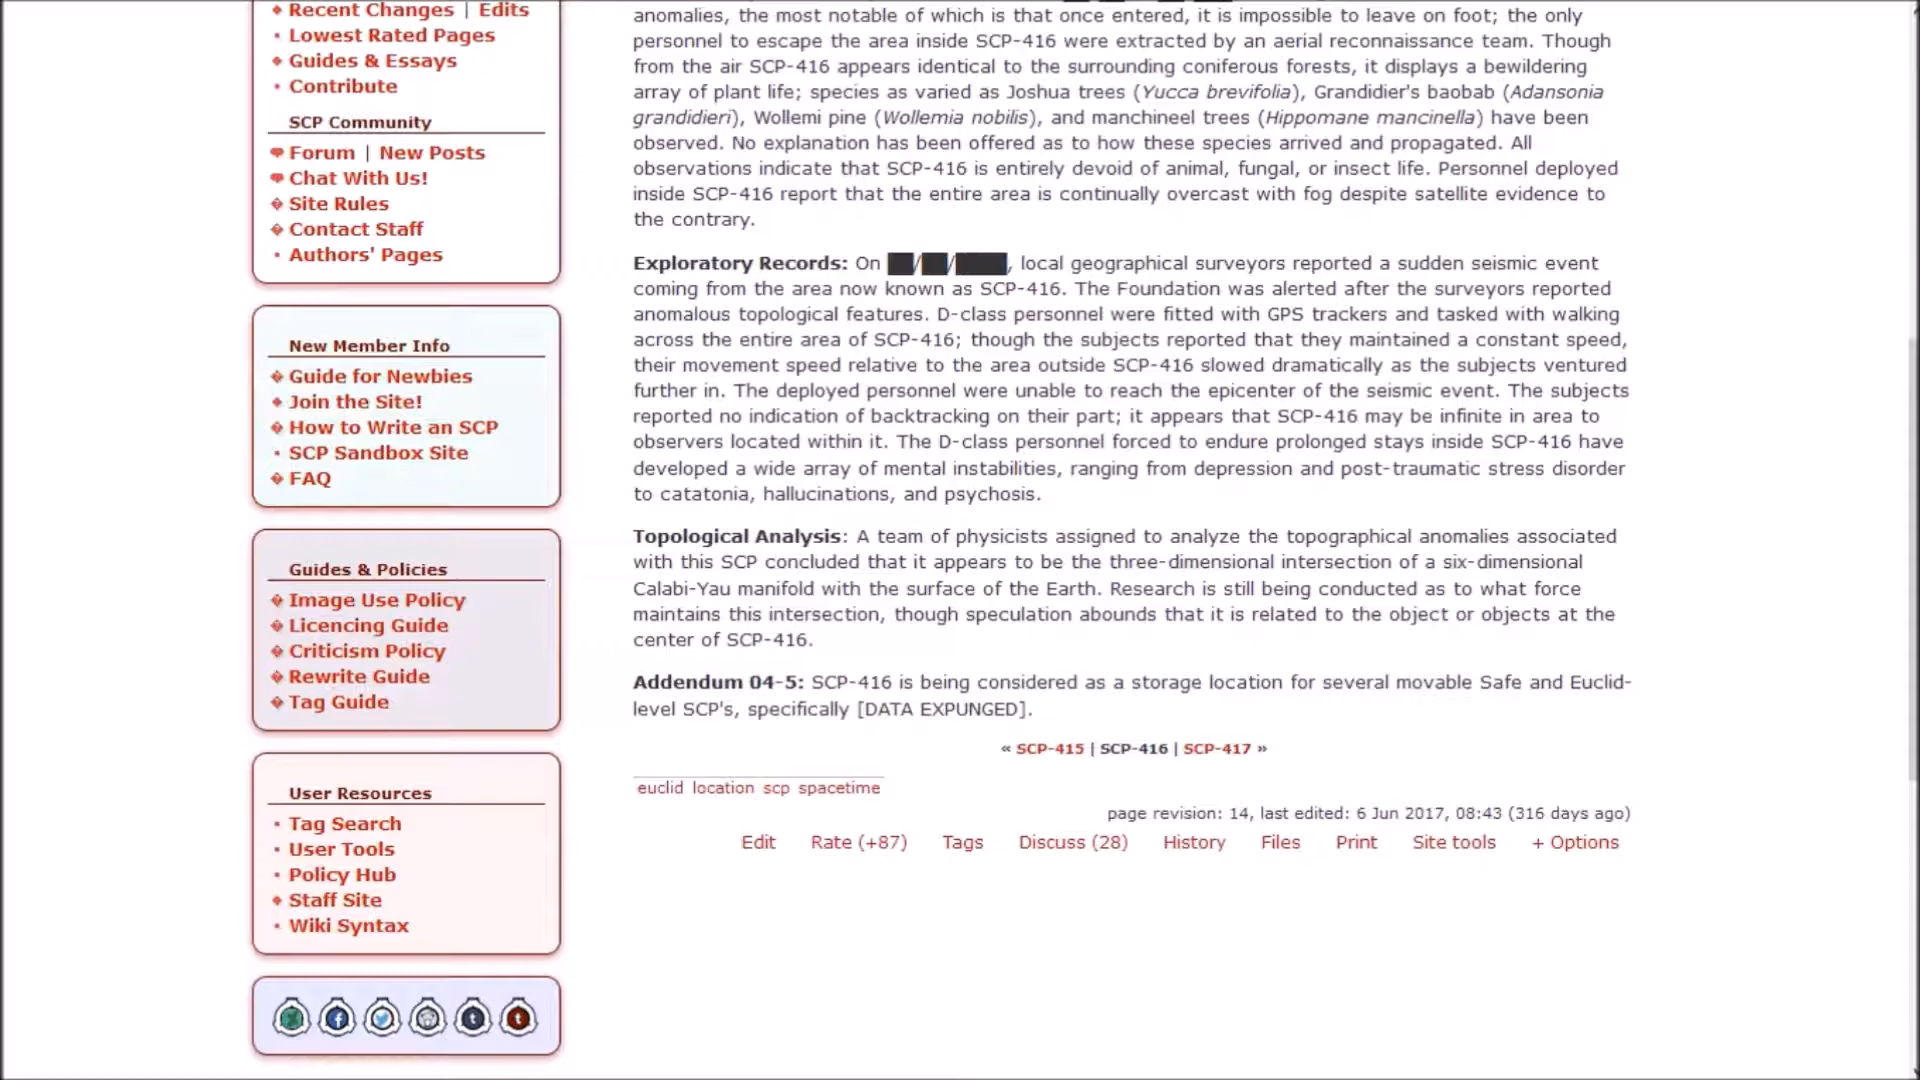 Recent Changes | Edits
Lowest Rated Pages
Guides & Essays
Contribute
SCP Community
Forum | New Posts
Chat With Us!
Site Rules
Contact Staff
Authors' Pages
New Member Info
Guide for Newbies
Join the Site!
How to Write an SCP
SCP Sandbox Site
FAQ
Guides & Policies
Image Use Policy
Licencing Guide
Criticism Policy
Rewrite Guide
Tag Guide
User Resources
Tag Search
User Tools
Policy Hub
Staff Site
Wiki Syntax
anomalies, the most notable of which is that once entered, it is impossible to leave on foot; the only
personnel to escape the area inside SCP-416 were extracted by an aerial reconnaissance team. Though
from the air SCP-416 appears identical to the surrounding coniferous forests, it displays a bewildering
array of plant life; species as varied as Joshua trees (Yucca brevifolia), Grandidier's baobab (Adansonia
grandidieri), Wollemi pine (Wollemia nobilis), and manchineel trees (Hippomane mancinella) have been
observed. No explanation has been offered as to how these species arrived and propagated. All
observations indicate that SCP-416 is entirely devoid of animal, fungal, or insect life. Personnel deployed
inside SCP-416 report that the entire area is continually overcast with fog despite satellite evidence to
the contrary.
Exploratory Records: On ██/██/████, local geographical surveyors reported a sudden seismic event
coming from the area now known as SCP-416. The Foundation was alerted after the surveyors reported
anomalous topological features. D-class personnel were fitted with GPS trackers and tasked with walking
across the entire area of SCP-416; though the subjects reported that they maintained a constant speed,
their movement speed relative to the area outside SCP-416 slowed dramatically as the subjects ventured
further in. The deployed personnel were unable to reach the epicenter of the seismic event. The subjects
reported no indication of backtracking on their part; it appears that SCP-416 may be infinite in area to
observers located within it. The D-class personnel forced to endure prolonged stays inside SCP-416 have
developed a wide array of mental instabilities, ranging from depression and post-traumatic stress disorder
to catatonia, hallucinations, and psychosis.
Topological Analysis: A team of physicists assigned to analyze the topographical anomalies associated
with this SCP concluded that it appears to be the three-dimensional intersection of a six-dimensional
Calabi-Yau manifold with the surface of the Earth. Research is still being conducted as to what force
maintains this intersection, though speculation abounds that it is related to the object or objects at the
center of SCP-416.
Addendum 04-5: SCP-416 is being considered as a storage location for several movable Safe and Euclid-
level SCP's, specifically [DATA EXPUNGED].
« SCP-415 | SCP-416 | SCP-417 »
euclid location scp spacetime
page revision: 14, last edited: 6 Jun 2017, 08:43 (316 days ago)
Edit Rate (+87) Tags Discuss (28) History Files Print Site tools + Options